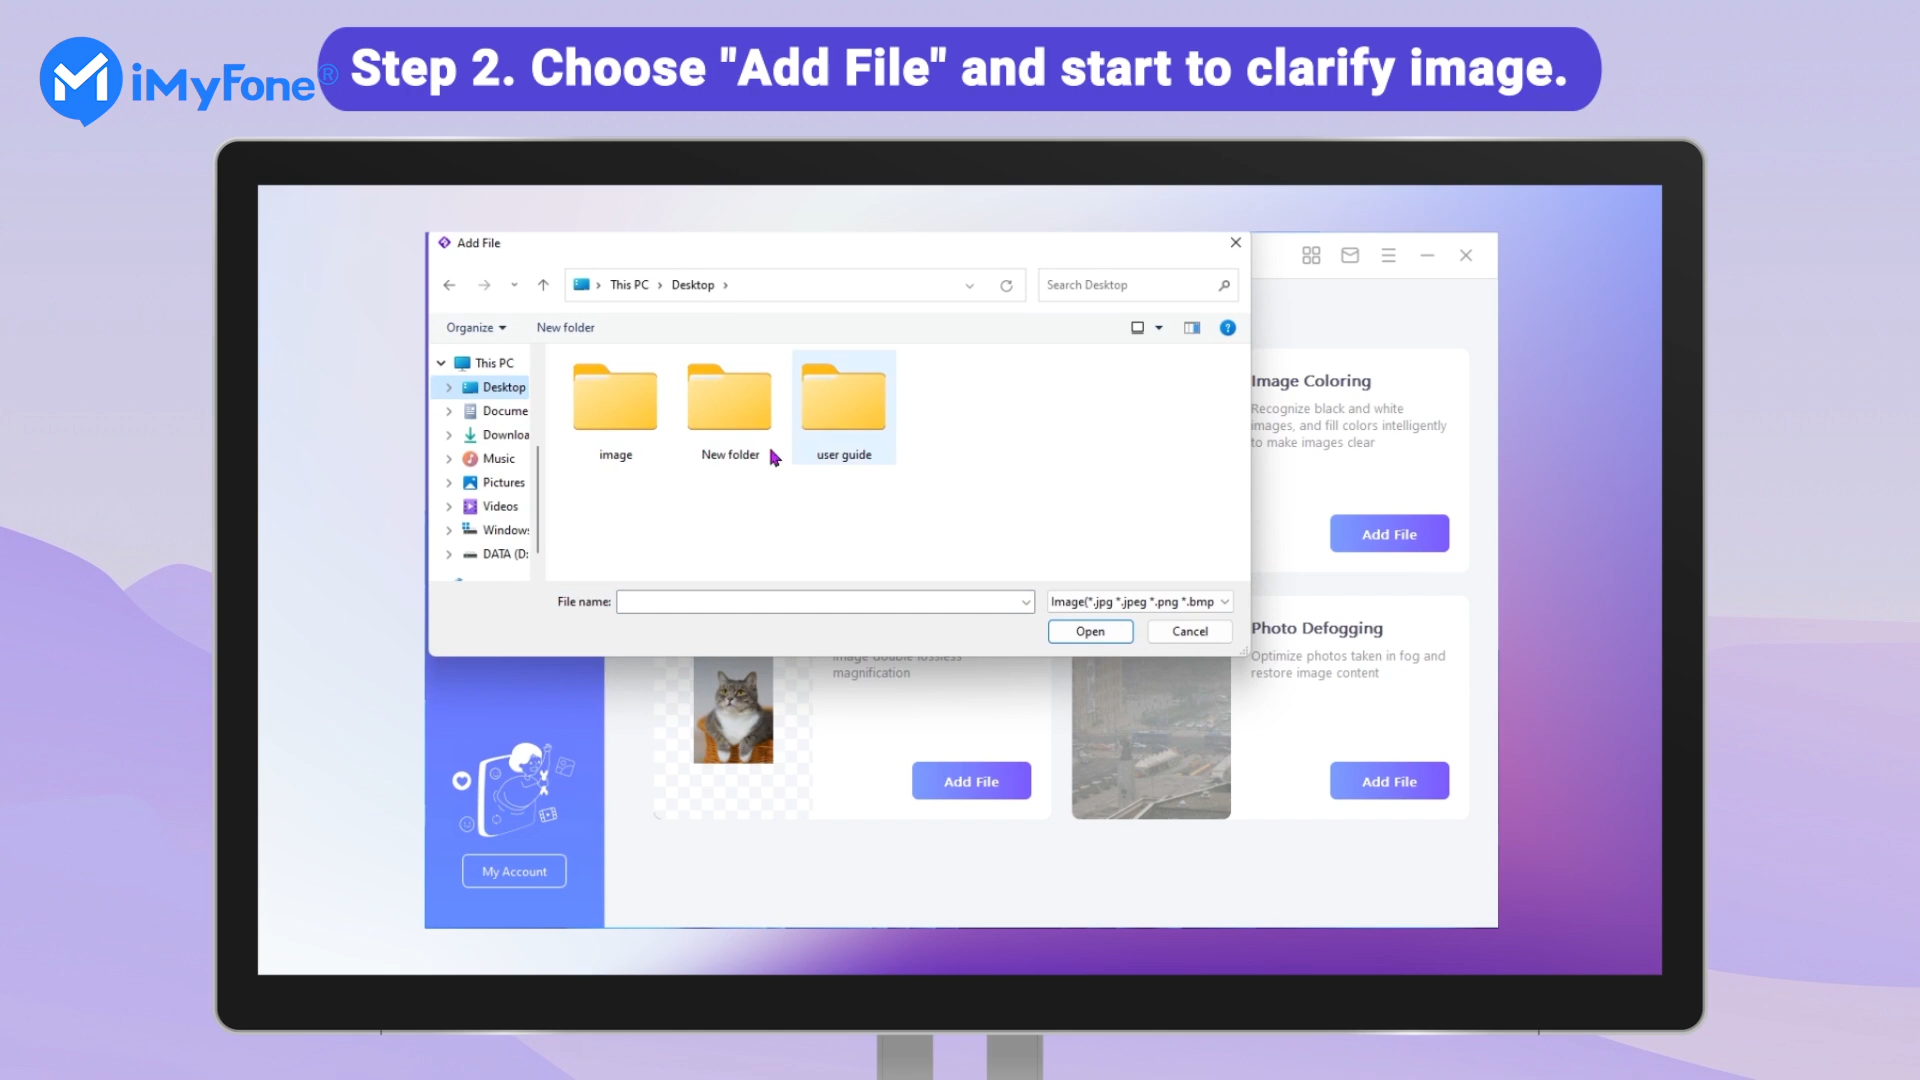 iMyFone®
Step 2. Choose "Add File" and start to clarify image.
Add File
This PC > Desktop >
Search Desktop
Organize
New folder
This PC
Desktop
Docume
Downloa
Music
Pictures
Videos
Window
DATA (D:
image
New folder
user guide
File name:
Image(*.jpg *.jpeg *.png *.bmp
Open
Cancel
Image Coloring
Recognize black and white
images, and fill colors intelligently
to make images clear
Add File
image double lossless
magnification
Add File
Photo Defogging
Optimize photos taken in fog and
restore image content
Add File
My Account